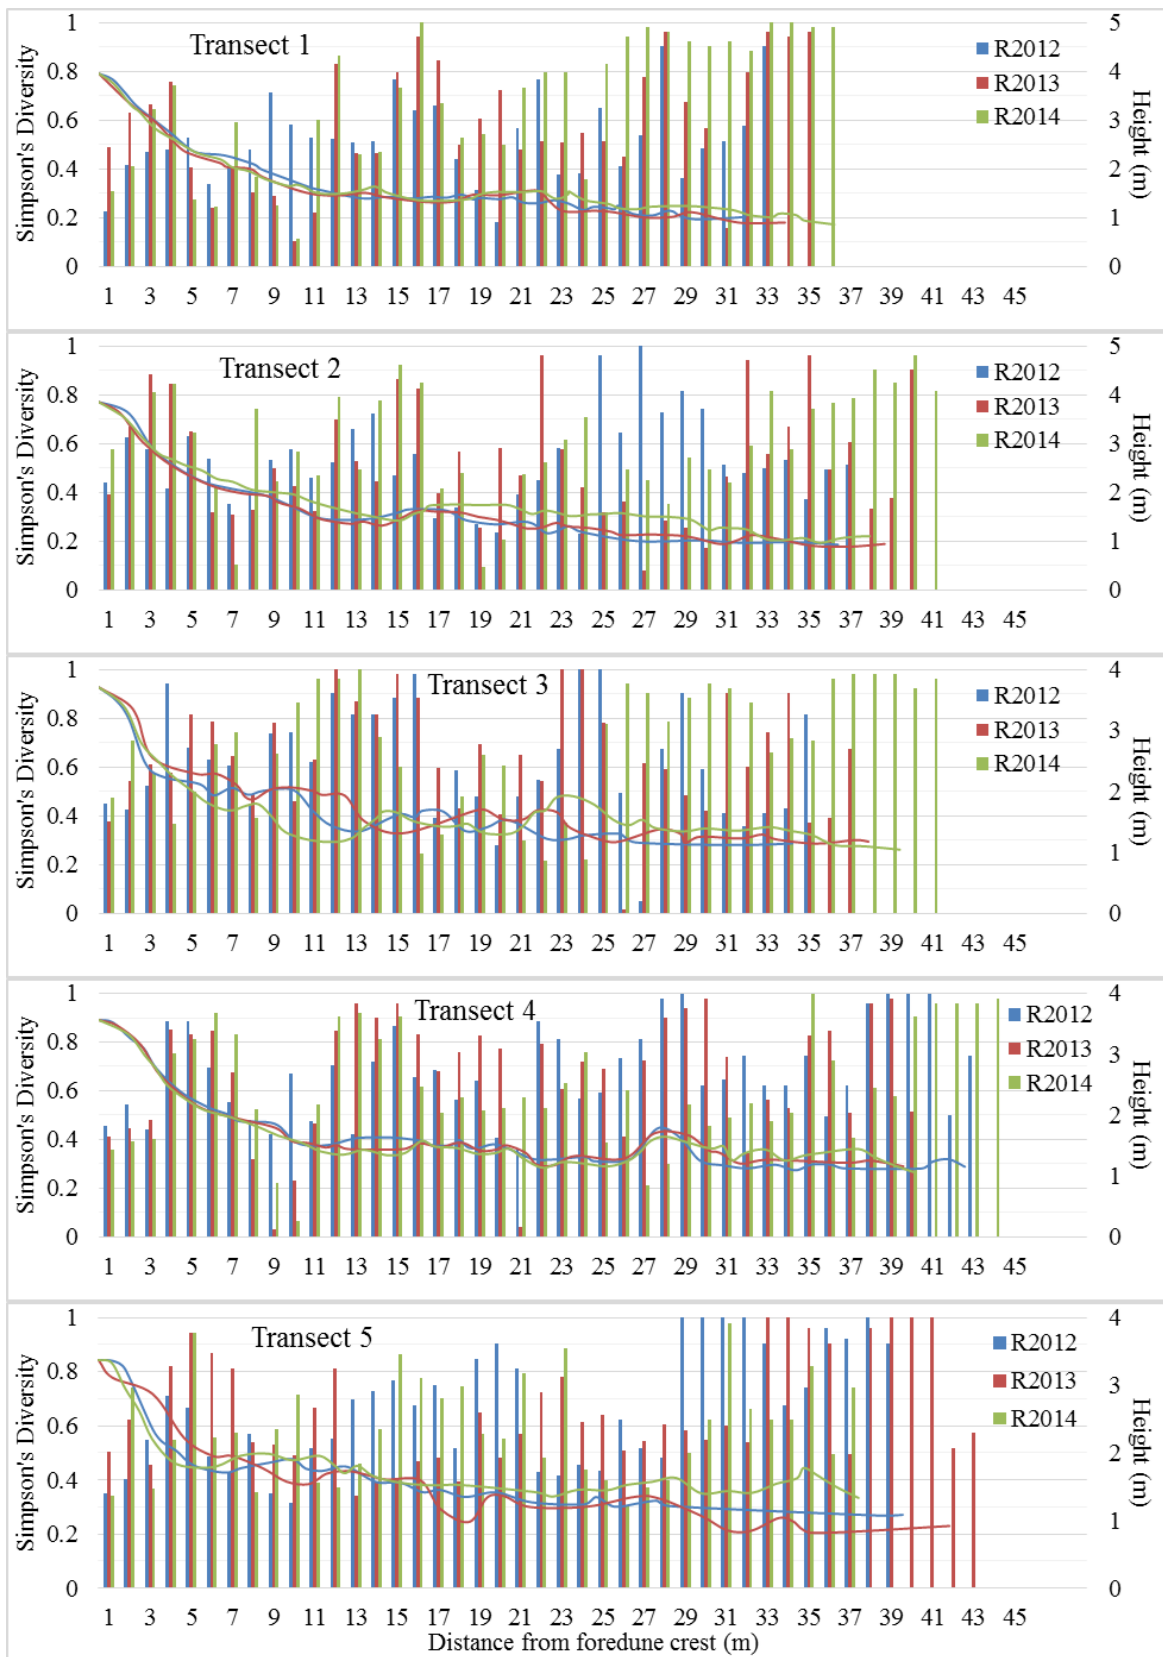 Transect 1
R2012
R2013
R2014
Simpson's Diversity
1
0.8
0.6
0.4
0.2
0
5
4
3
2
1
0
Height (m)
1 3 5 7 9 11 13 15 17 19 21 23 25 27 29 31 33 35 37 39 41 43 45
Transect 2
R2012
R2013
R2014
Simpson's Diversity
1
0.8
0.6
0.4
0.2
0
5
4
3
2
1
0
Height (m)
1 3 5 7 9 11 13 15 17 19 21 23 25 27 29 31 33 35 37 39 41 43 45
Transect 3
R2012
R2013
R2014
Simpson's Diversity
1
0.8
0.6
0.4
0.2
0
4
3
2
1
0
Height (m)
1 3 5 7 9 11 13 15 17 19 21 23 25 27 29 31 33 35 37 39 41 43 45
Transect 4
R2012
R2013
R2014
Simpson's Diversity
1
0.8
0.6
0.4
0.2
0
4
3
2
1
0
Height (m)
1 3 5 7 9 11 13 15 17 19 21 23 25 27 29 31 33 35 37 39 41 43 45
Transect 5
R2012
R2013
R2014
Simpson's Diversity
1
0.8
0.6
0.4
0.2
0
4
3
2
1
0
Height (m)
1 3 5 7 9 11 13 15 17 19 21 23 25 27 29 31 33 35 37 39 41 43 45
Distance from foredune crest (m)